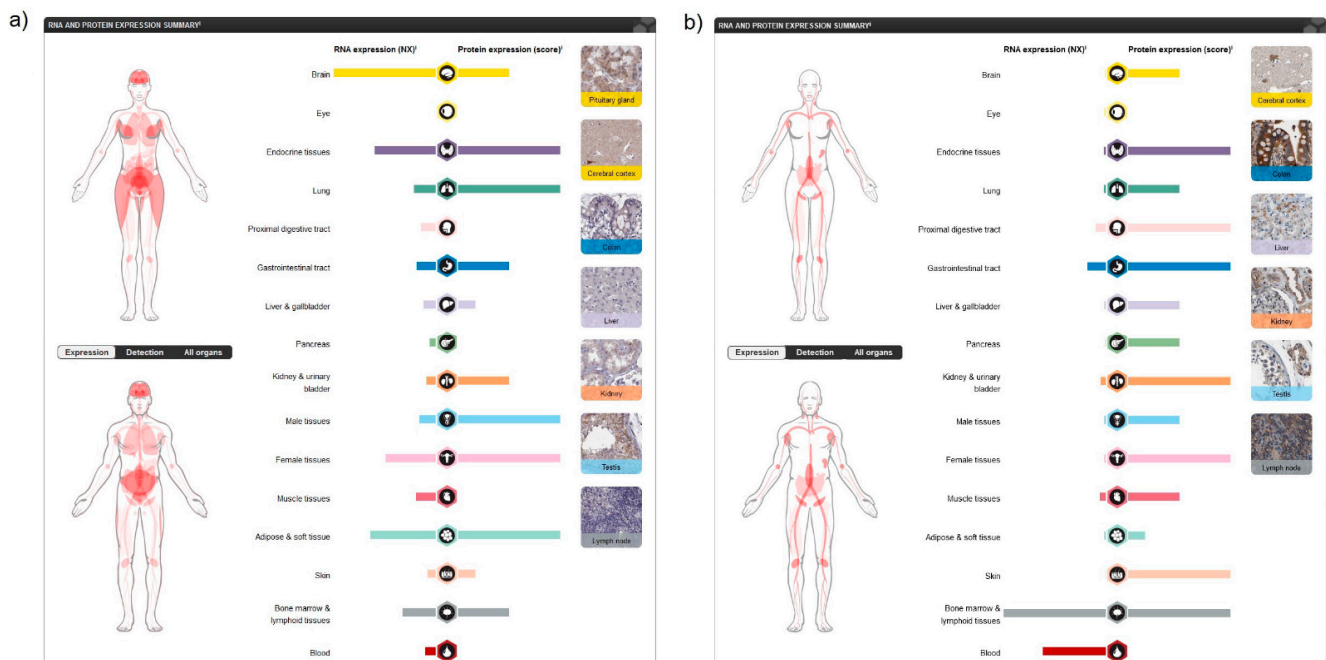 a)
RNA AND PROTEIN EXPRESSION SUMMARYⁱ
RNA expression (NX)ⁱ
Protein expression (score)ⁱ
Brain
Eye
Endocrine tissues
Lung
Proximal digestive tract
Gastrointestinal tract
Liver & gallbladder
Pancreas
Kidney & urinary
bladder
Male tissues
Female tissues
Muscle tissues
Adipose & soft tissue
Skin
Bone marrow &
lymphoid tissues
Blood
Expression Detection All organs
Pituitary gland
Cerebral cortex
Colon
Liver
Kidney
Testis
Lymph node
b)
RNA AND PROTEIN EXPRESSION SUMMARYⁱ
RNA expression (NX)ⁱ
Protein expression (score)ⁱ
Brain
Eye
Endocrine tissues
Lung
Proximal digestive tract
Gastrointestinal tract
Liver & gallbladder
Pancreas
Kidney & urinary
bladder
Male tissues
Female tissues
Muscle tissues
Adipose & soft tissue
Skin
Bone marrow &
lymphoid tissues
Blood
Expression Detection All organs
Cerebral cortex
Colon
Liver
Kidney
Testis
Lymph node